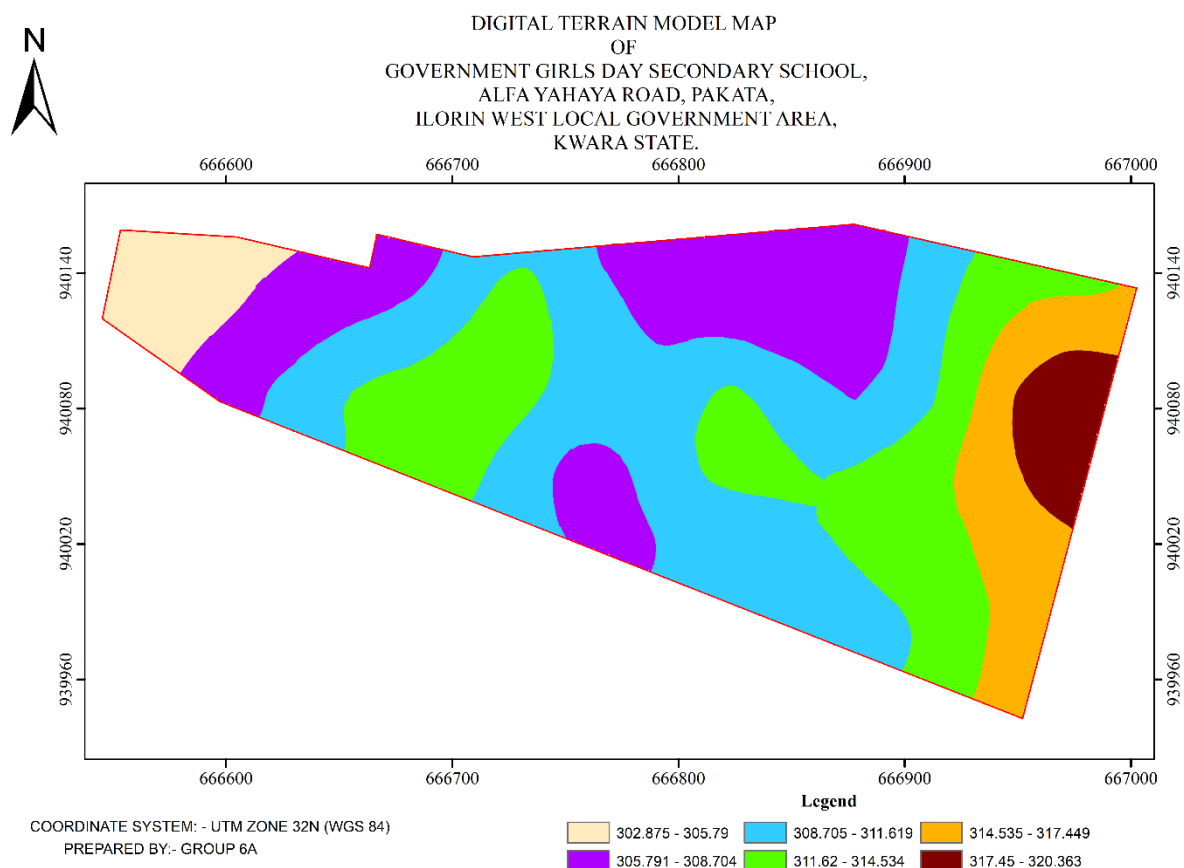 DIGITAL TERRAIN MODEL MAP
OF
GOVERNMENT GIRLS DAY SECONDARY SCHOOL,
ALFA YAHAYA ROAD, PAKATA,
ILORIN WEST LOCAL GOVERNMENT AREA,
KWARA STATE.
N
666600 666700 666800 666900 667000
940140 940140
940080 940080
940020 940020
939960 939960
666600 666700 666800 666900 667000
Legend
COORDINATE SYSTEM: - UTM ZONE 32N (WGS 84)
PREPARED BY:- GROUP 6A
302.875 - 305.79 308.705 - 311.619 314.535 - 317.449
305.791 - 308.704 311.62 - 314.534 317.45 - 320.363